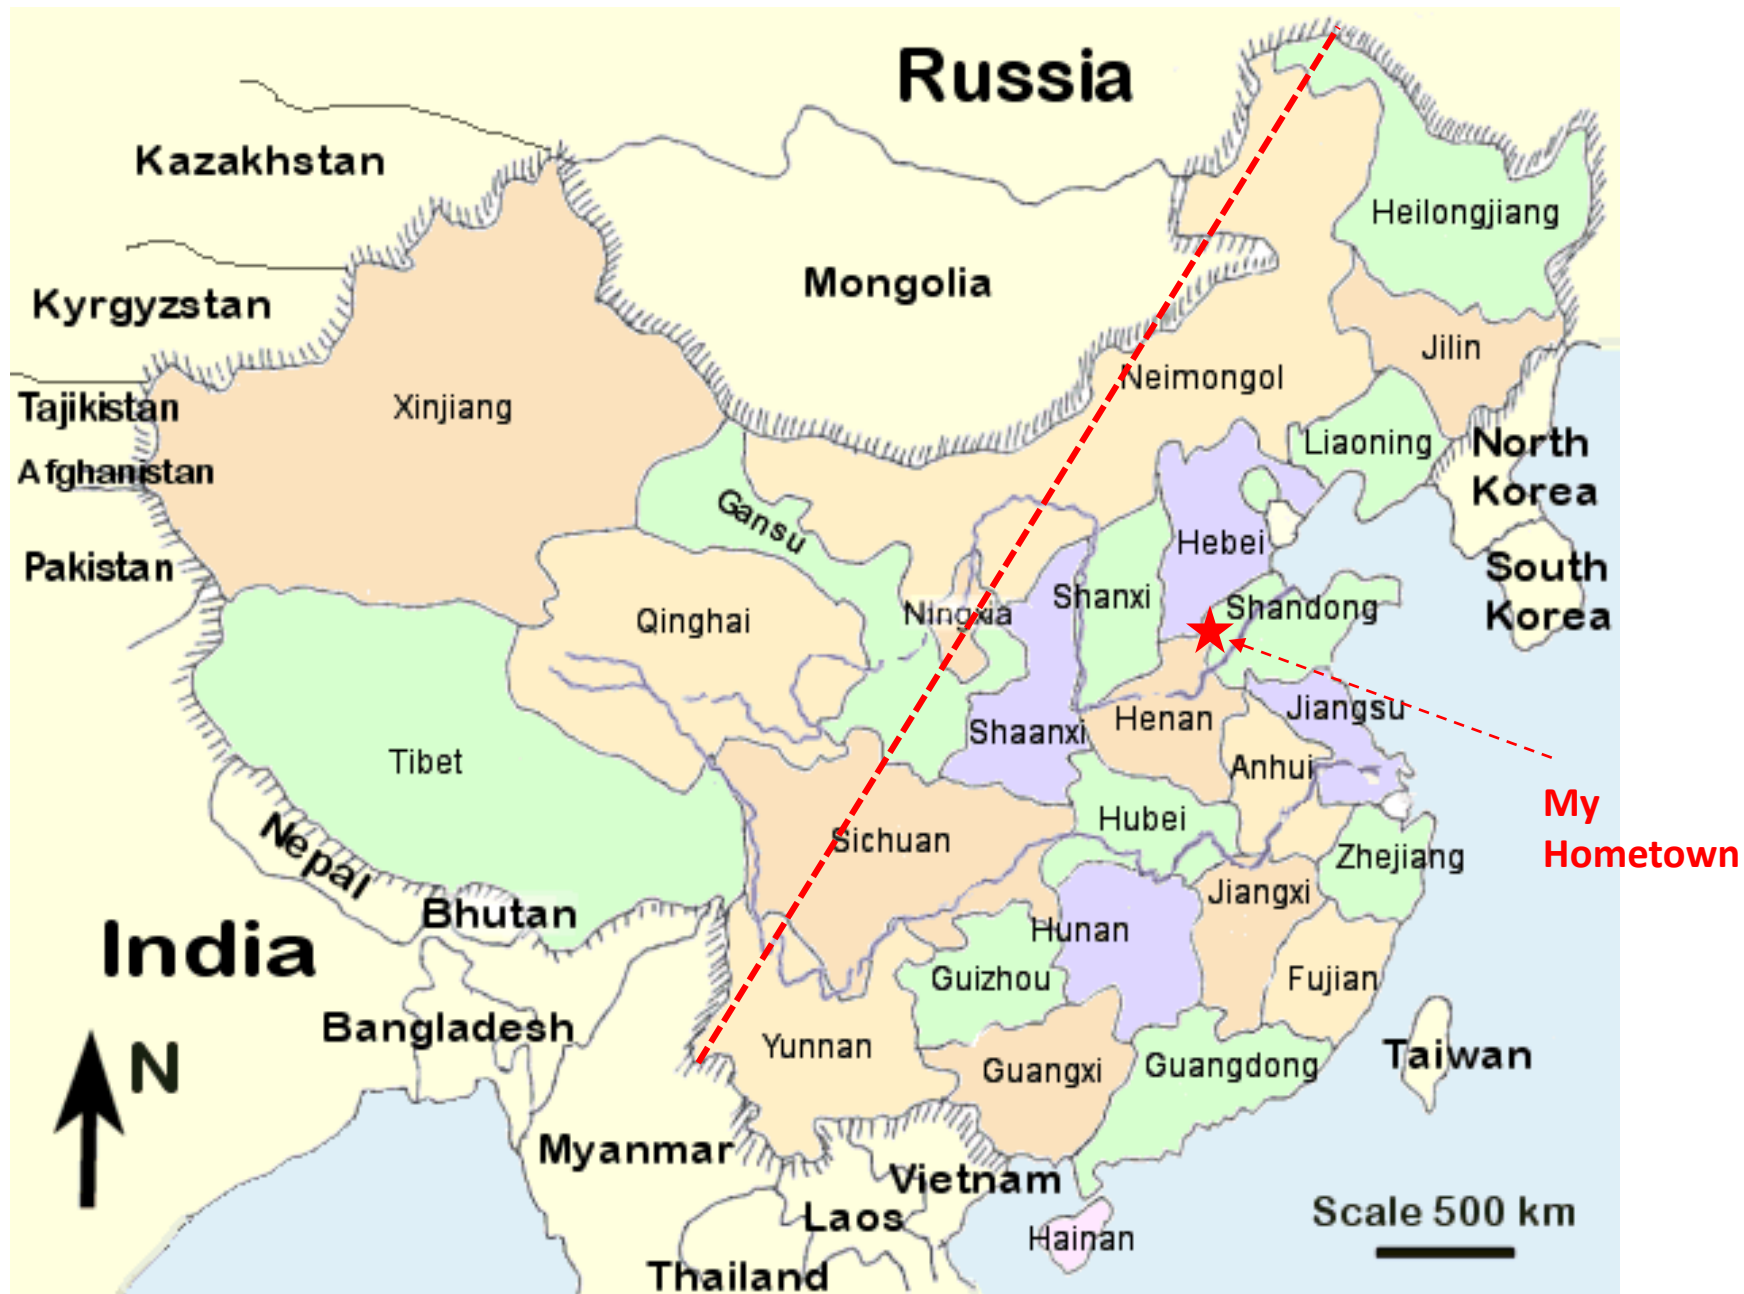 Russia
Kazakhstan
Heilongjiang
Mongolia
Kyrgyzstan
Jilin
Neimongol
Tajikistan
Xinjiang
Liaoning
North
Korea
Afghanistan
Gansu
Hebei
Pakistan
South
Korea
Shanxi
Shandong
Ningxia
Qinghai
Jiangsu
Henan
Shaanxi
Tibet
Anhui
My
Hometown
Hubei
Sichuan
Nepal
Zhejiang
Jiangxi
Bhutan
Hunan
India
Guizhou
Fujian
Bangladesh
Yunnan
Taiwan
N
Guangxi
Guangdong
Myanmar
Vietnam
Scale 500 km
Laos
Hainan
Thailand